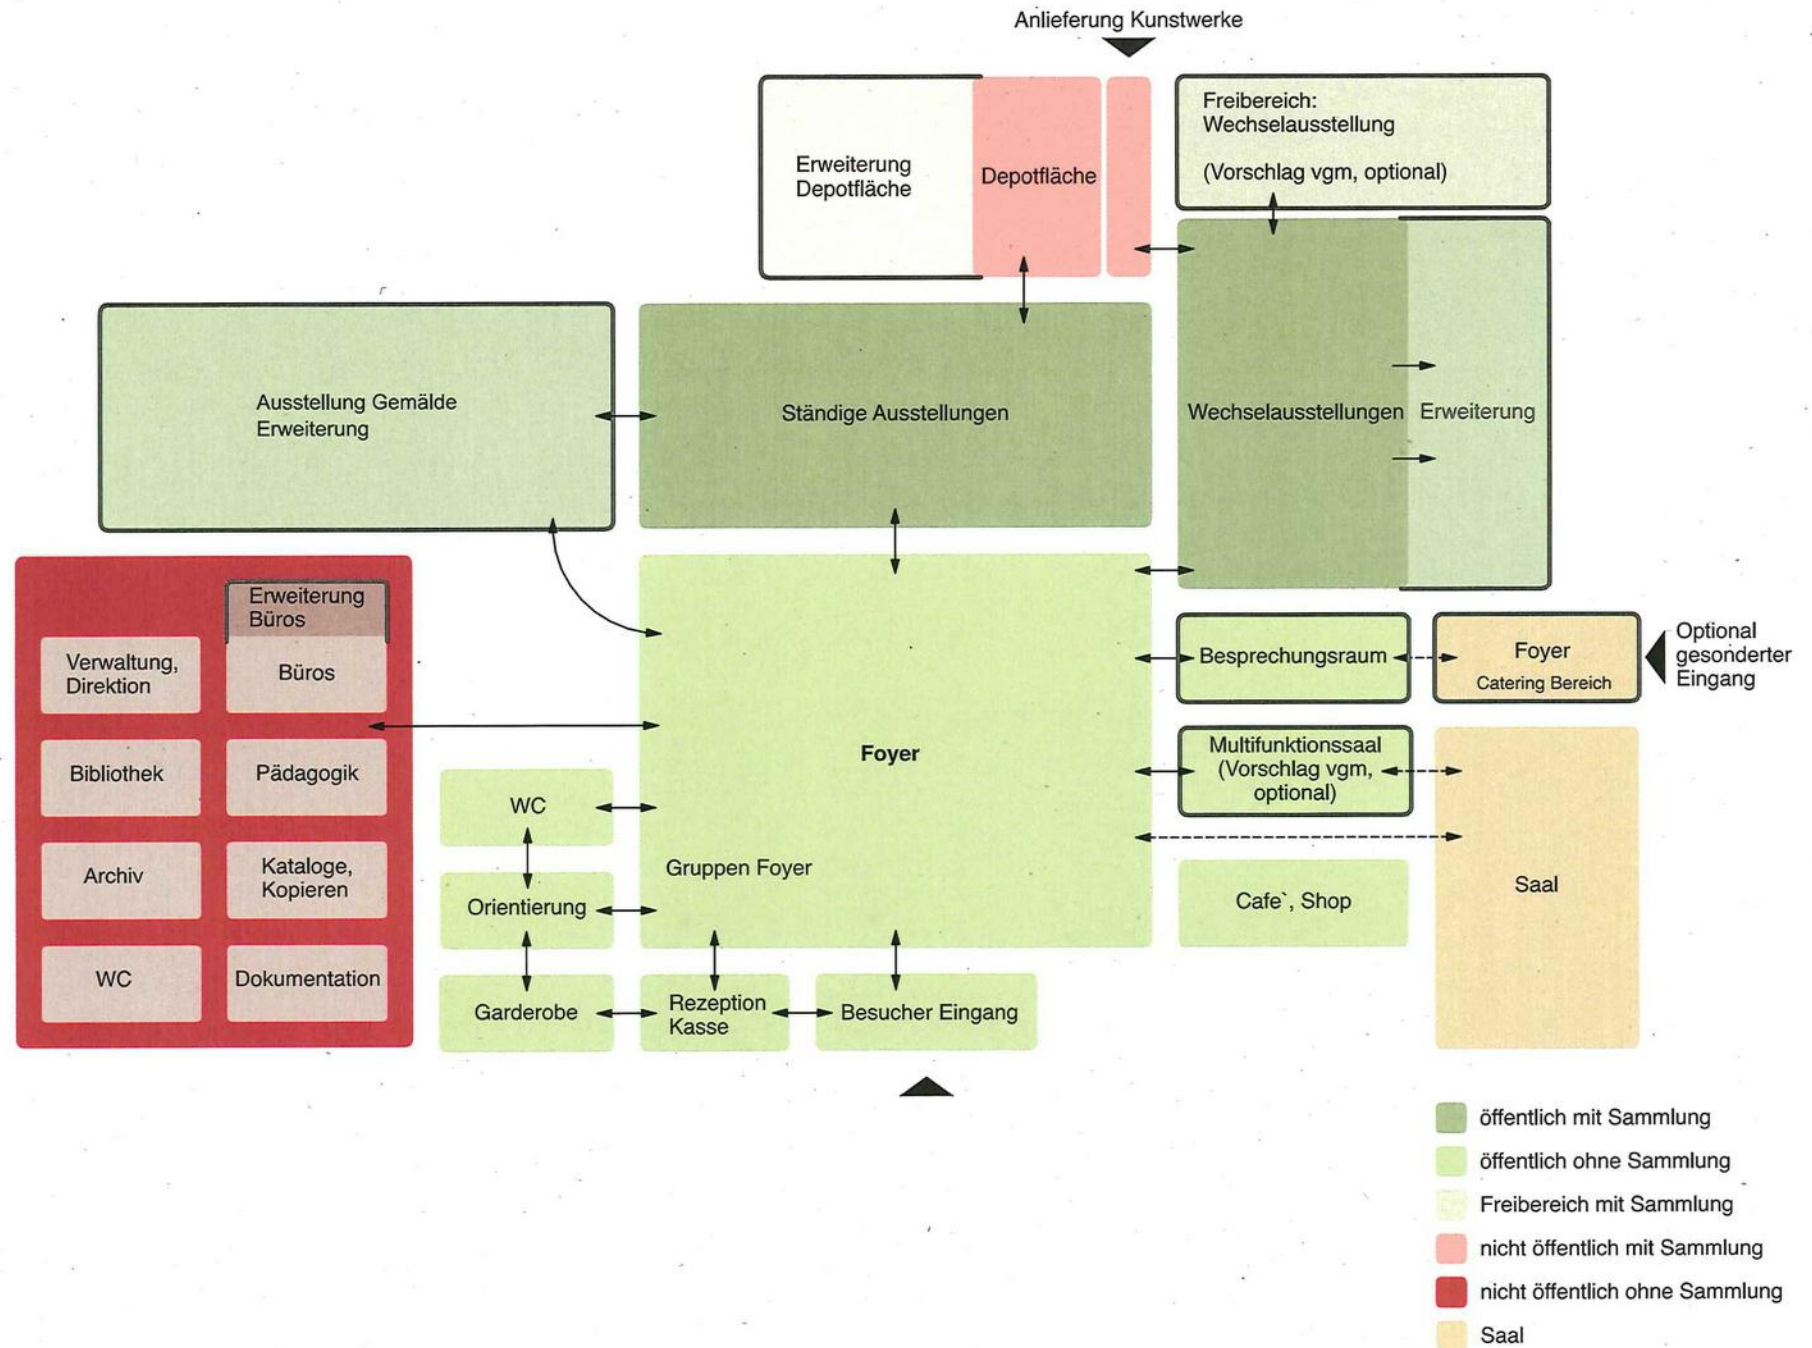 Anlieferung Kunstwerke
Erweiterung
Depotfläche
Depotfläche
Freibereich:
Wechselausstellung
(Vorschlag vgm, optional)
Ausstellung Gemälde
Erweiterung
Ständige Ausstellungen
Wechselausstellungen
Erweiterung
Erweiterung
Büros
Verwaltung,
Direktion
Büros
Bibliothek
Pädagogik
Archiv
Kataloge,
Kopieren
WC
Dokumentation
WC
Orientierung
Garderobe
Foyer
Gruppen Foyer
Rezeption
Kasse
Besucher Eingang
Besprechungsraum
Foyer
Catering Bereich
Optional
gesonderter
Eingang
Multifunktionssaal
(Vorschlag vgm,
optional)
Cafe`, Shop
Saal
öffentlich mit Sammlung
öffentlich ohne Sammlung
Freibereich mit Sammlung
nicht öffentlich mit Sammlung
nicht öffentlich ohne Sammlung
Saal